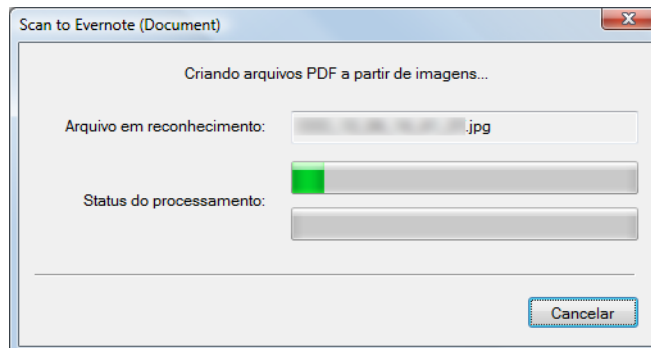 Scan to Evernote (Document)
Criando arquivos PDF a partir de imagens...
Arquivo em reconhecimento:
.jpg
Status do processamento:
Cancelar